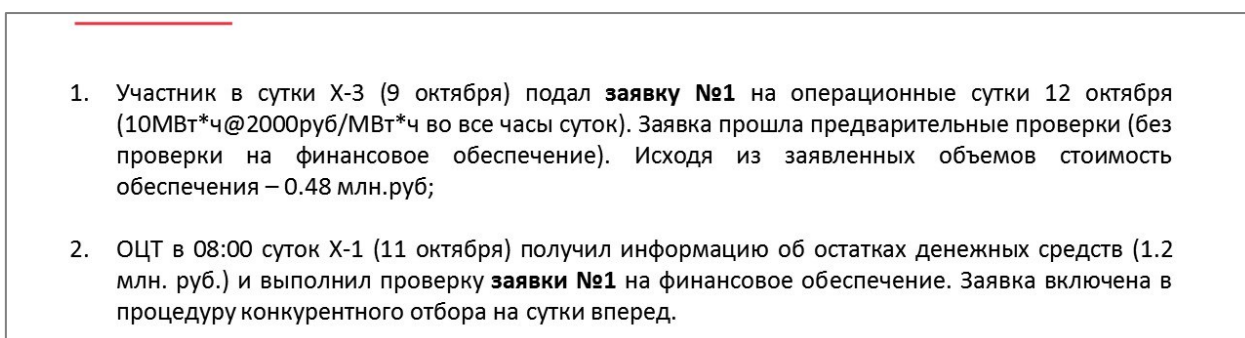 1. Участник в сутки Х-3 (9 октября) подал заявку №1 на операционные сутки 12 октября
(10МВт*ч@2000руб/МВт*ч во все часы суток). Заявка прошла предварительные проверки (без
проверки на финансовое обеспечение). Исходя из заявленных объемов стоимость
обеспечения – 0.48 млн.руб;
2. ОЦТ в 08:00 суток Х-1 (11 октября) получил информацию об остатках денежных средств (1.2
млн. руб.) и выполнил проверку заявки №1 на финансовое обеспечение. Заявка включена в
процедуру конкурентного отбора на сутки вперед.